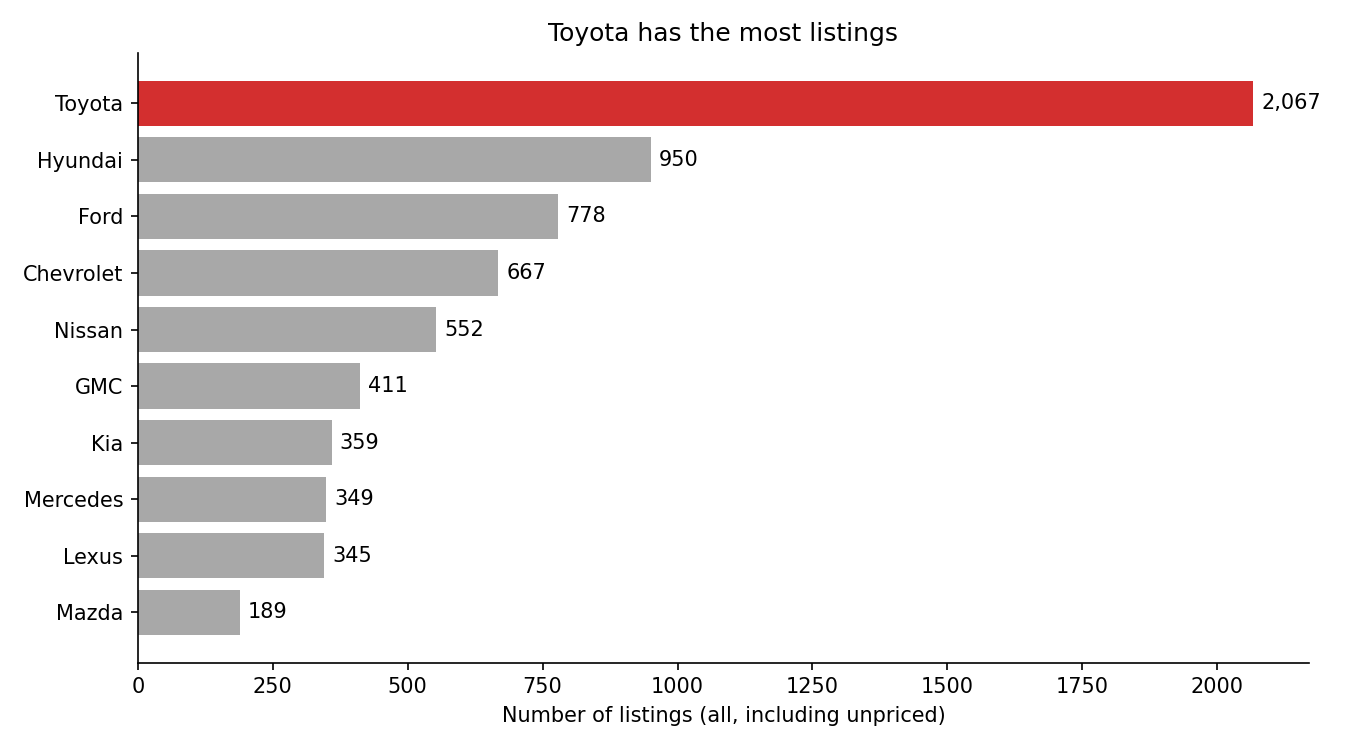 Toyota has the most listings
Toyota 2,067
Hyundai 950
Ford 778
Chevrolet 667
Nissan 552
GMC 411
Kia 359
Mercedes 349
Lexus 345
Mazda 189
0 250 500 750 1000 1250 1500 1750 2000
Number of listings (all, including unpriced)